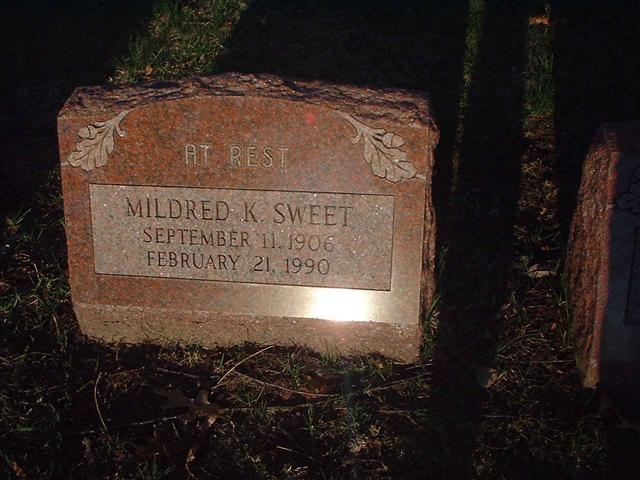 AT REST
MILDRED K. SWEET
SEPTEMBER 11, 1906
FEBRUARY 21, 1990